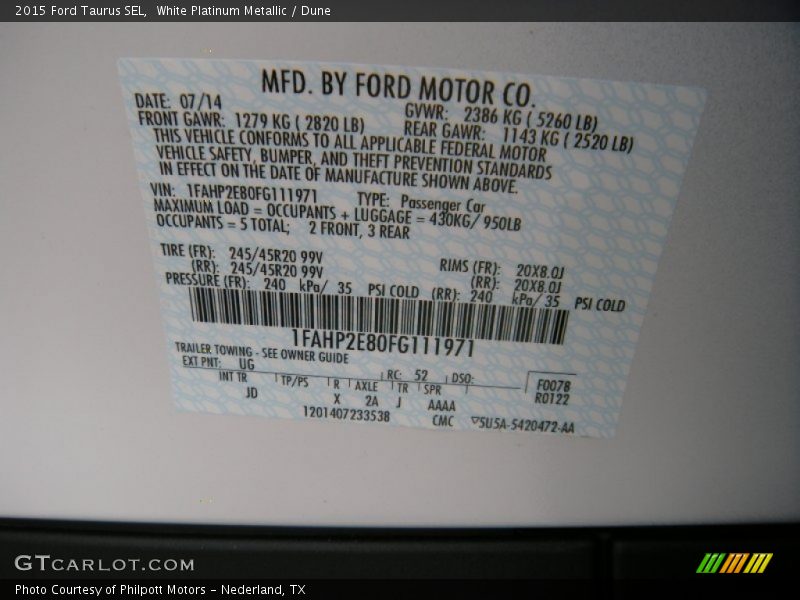 2015 Ford Taurus SEL,  White Platinum Metallic / Dune
MFD. BY FORD MOTOR CO.
DATE: 07/14 GVWR: 2386 KG ( 5260 LB)
FRONT GAWR: 1279 KG ( 2820 LB) REAR GAWR: 1143 KG ( 2520 LB)
THIS VEHICLE CONFORMS TO ALL APPLICABLE FEDERAL MOTOR
VEHICLE SAFETY, BUMPER, AND THEFT PREVENTION STANDARDS
IN EFFECT ON THE DATE OF MANUFACTURE SHOWN ABOVE.
VIN: 1FAHP2E80FG111971 TYPE: Passenger Car
MAXIMUM LOAD = OCCUPANTS + LUGGAGE = 430KG/ 950LB
OCCUPANTS = 5 TOTAL; 2 FRONT, 3 REAR
TIRE (FR): 245/45R20 99V RIMS (FR): 20X8.0J
(RR): 245/45R20 99V (RR): 20X8.0J
PRESSURE (FR): 240 kPa/ 35 PSI COLD (RR): 240 kPa/ 35 PSI COLD
1FAHP2E80FG111971
TRAILER TOWING - SEE OWNER GUIDE
EXT PNT: UG RC: 52 DSO: F0078
INT TR TP/PS R AXLE TR SPR R0122
JD X 2A J AAAA
1201407233538 CMC ▽SU5A-5420472-AA
GTCARLOT.COM
Photo Courtesy of Philpott Motors – Nederland, TX